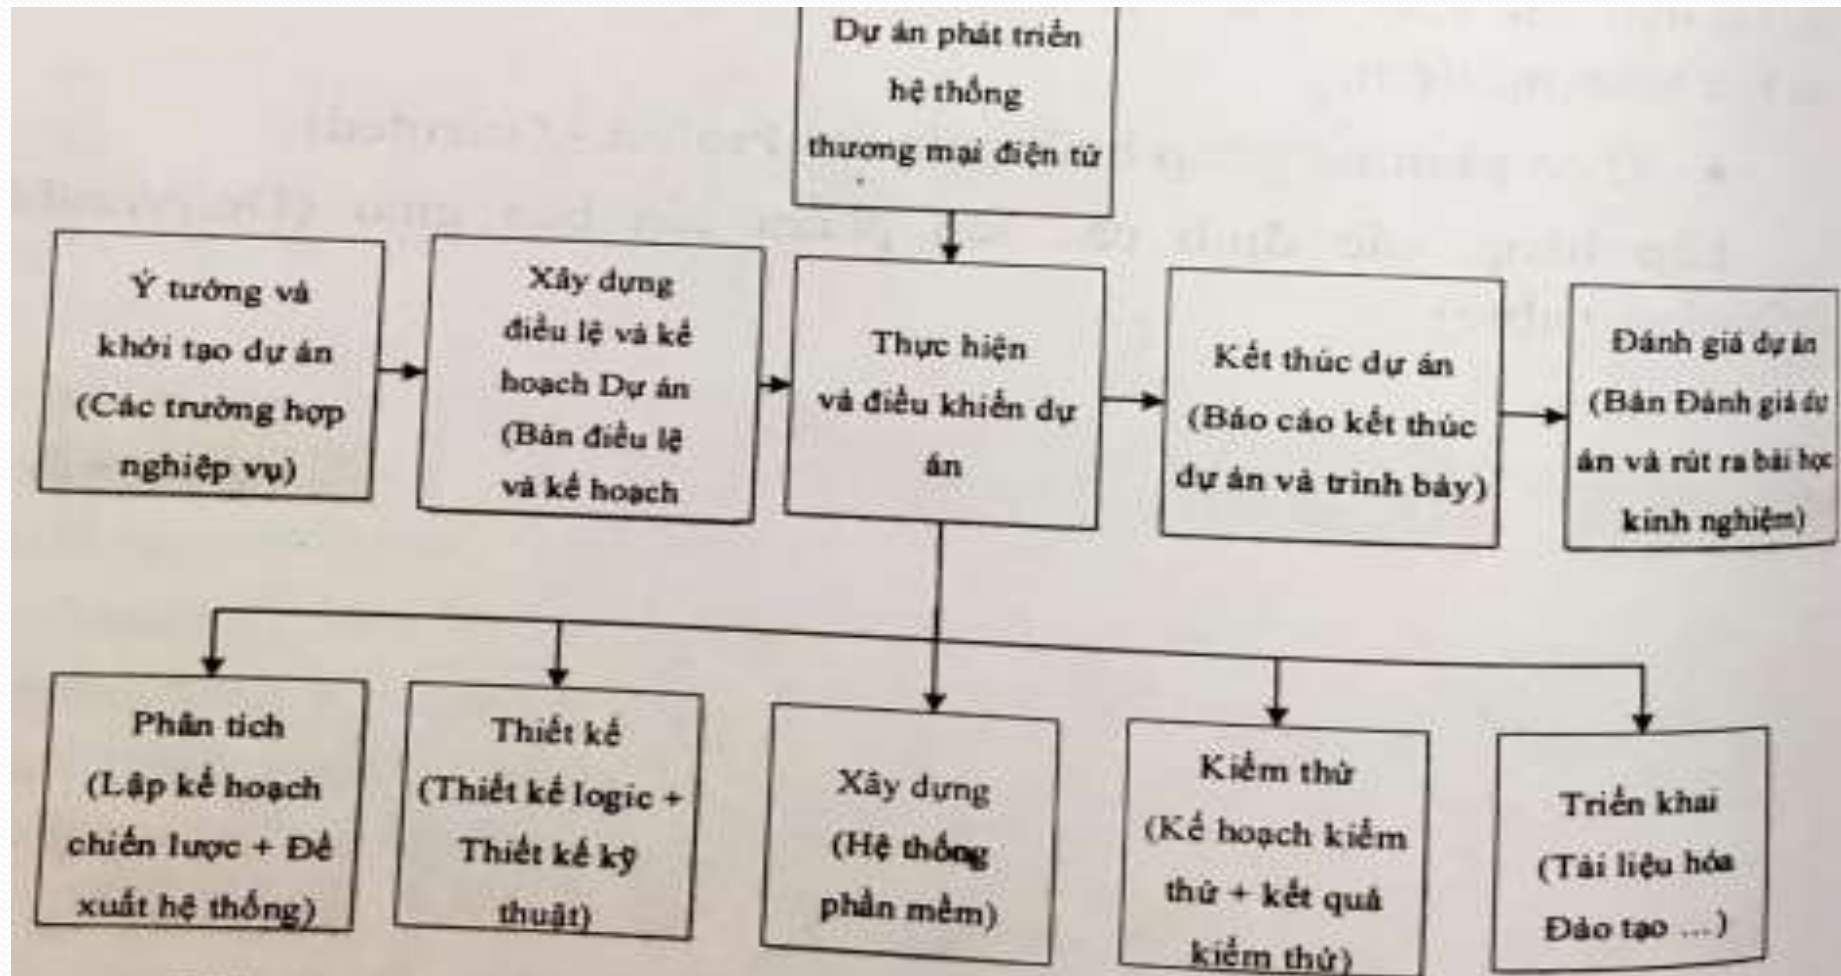 Dự án phát triển
hệ thống
thương mại điện tử
Ý tưởng và
khởi tạo dự án
(Các trường hợp
nghiệp vụ)
Xây dựng
điều lệ và kế
hoạch Dự án
(Bản điều lệ
và kế hoạch
Thực hiện
và điều khiển dự
án
Kết thúc dự án
(Báo cáo kết thúc
dự án và trình bày)
Đánh giá dự án
(Bản Đánh giá dự
án và rút ra bài học
kinh nghiệm)
Phân tích
(Lập kế hoạch
chiến lược + Đề
xuất hệ thống)
Thiết kế
(Thiết kế logic +
Thiết kế kỹ
thuật)
Xây dựng
(Hệ thống
phần mềm)
Kiểm thử
(Kế hoạch kiểm
thử + kết quả
kiểm thử)
Triển khai
(Tài liệu hóa
Đào tạo ...)